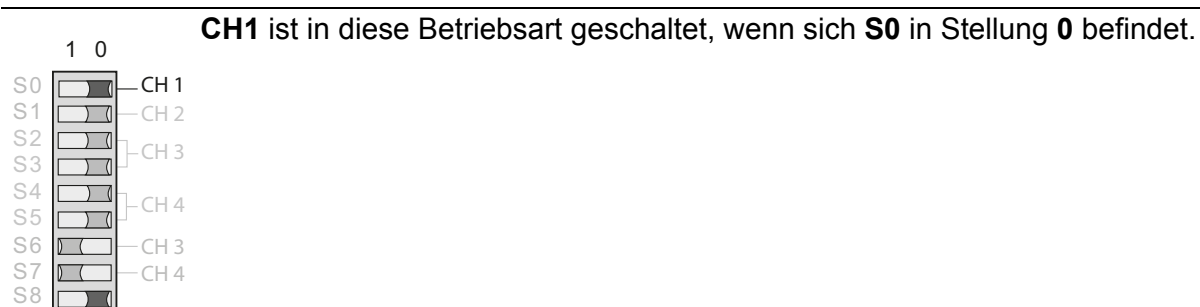 CH1 ist in diese Betriebsart geschaltet, wenn sich S0 in Stellung 0 befindet.
1 0
S0 CH 1
S1 CH 2
S2
CH 3
S3
S4
CH 4
S5
S6 CH 3
S7 CH 4
S8